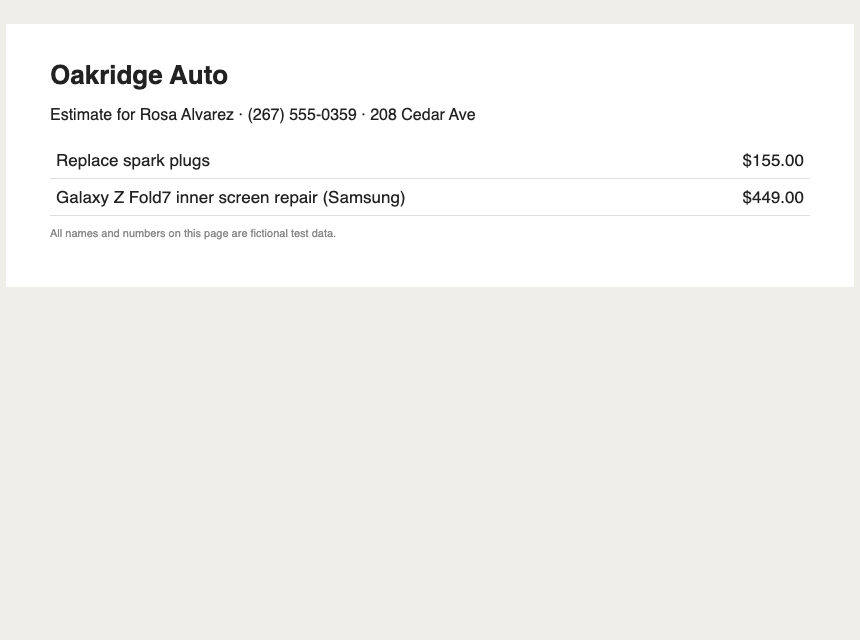 Oakridge Auto
Estimate for Rosa Alvarez · (267) 555-0359 · 208 Cedar Ave
Replace spark plugs $155.00
Galaxy Z Fold7 inner screen repair (Samsung) $449.00
All names and numbers on this page are fictional test data.